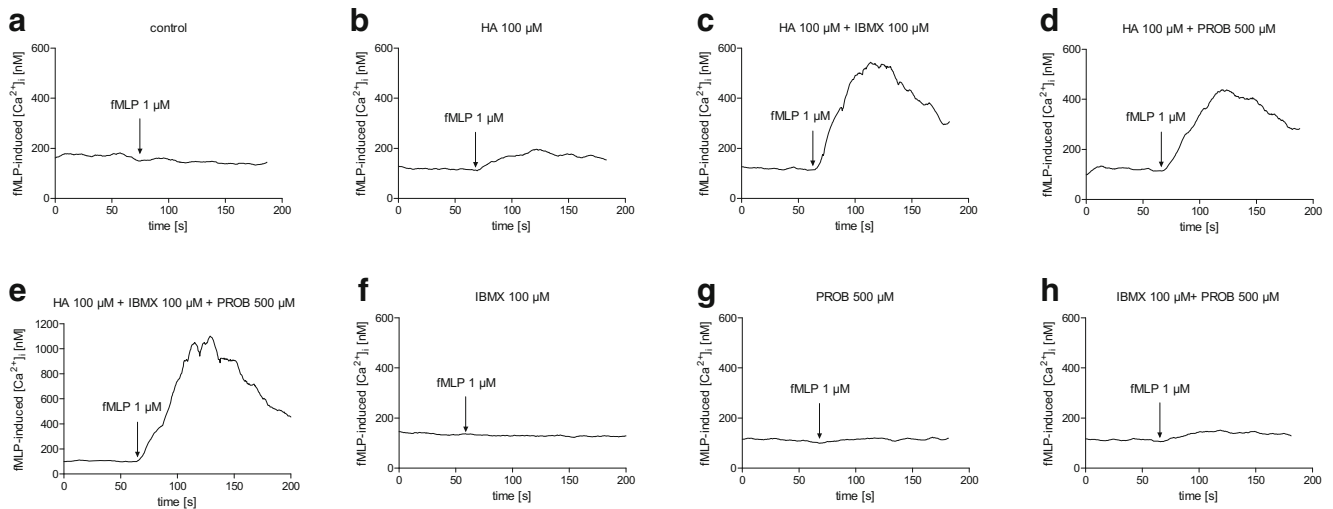 a
control
fMLP-induced [Ca²⁺]ᵢ [nM]
600
400
200
0
fMLP 1 µM
0 50 100 150 200
time [s]
b
HA 100 µM
fMLP-induced [Ca²⁺]ᵢ [nM]
600
400
200
0
fMLP 1 µM
0 50 100 150 200
time [s]
c
HA 100 µM + IBMX 100 µM
fMLP-induced [Ca²⁺]ᵢ [nM]
600
400
200
0
fMLP 1 µM
0 50 100 150 200
time [s]
d
HA 100 µM + PROB 500 µM
fMLP-induced [Ca²⁺]ᵢ [nM]
600
400
200
0
fMLP 1 µM
0 50 100 150 200
time [s]
e
HA 100 µM + IBMX 100 µM + PROB 500 µM
fMLP-induced [Ca²⁺]ᵢ [nM]
1200
1000
800
600
400
200
0
fMLP 1 µM
0 50 100 150 200
time [s]
f
IBMX 100 µM
fMLP-induced [Ca²⁺]ᵢ [nM]
600
400
200
0
fMLP 1 µM
0 50 100 150 200
time [s]
g
PROB 500 µM
fMLP-induced [Ca²⁺]ᵢ [nM]
600
400
200
0
fMLP 1 µM
0 50 100 150 200
time [s]
h
IBMX 100 µM+ PROB 500 µM
fMLP-induced [Ca²⁺]ᵢ [nM]
600
400
200
0
fMLP 1 µM
0 50 100 150 200
time [s]